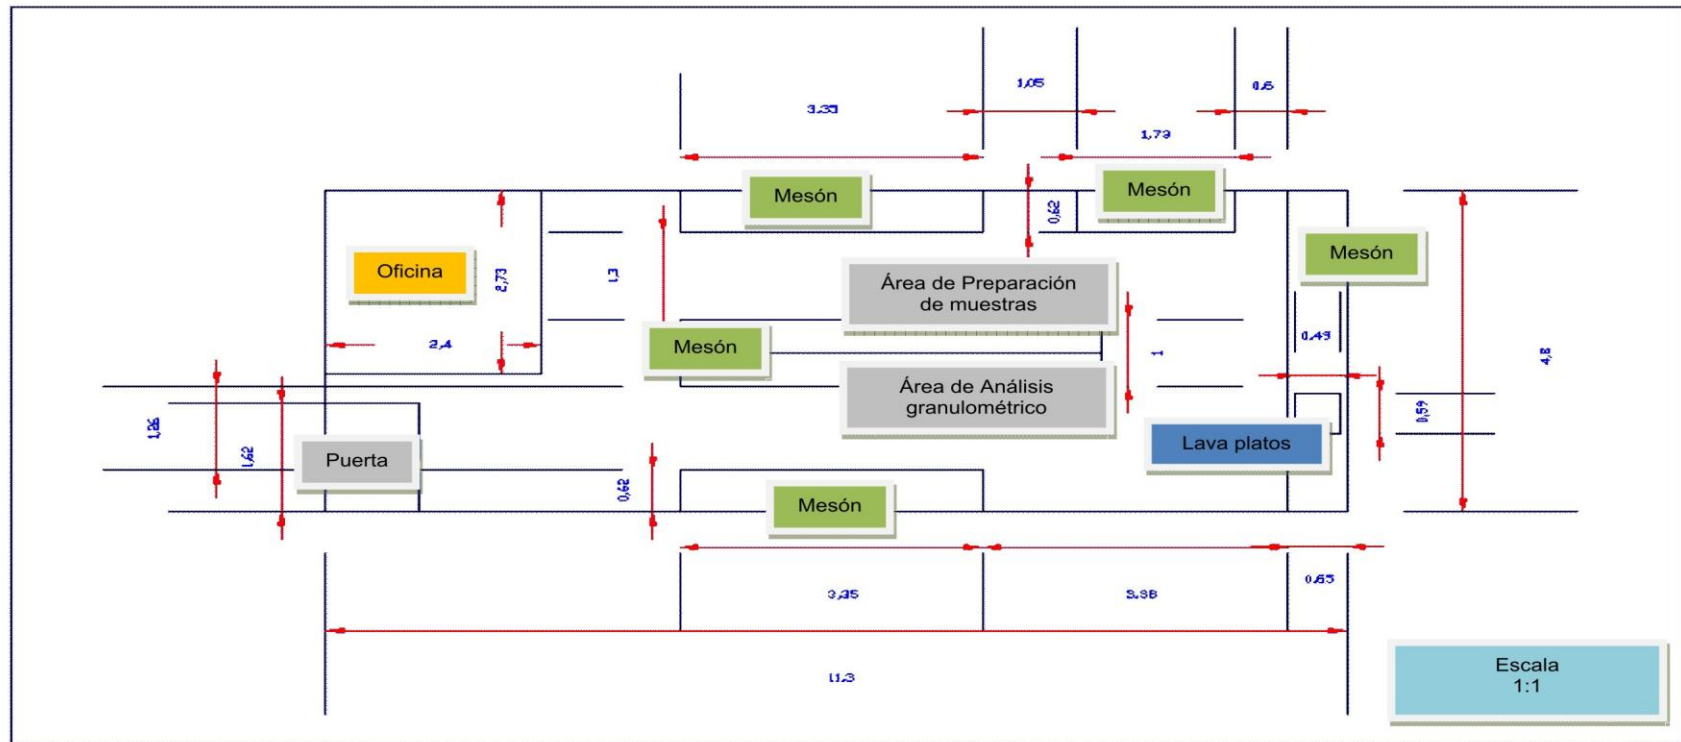 1,05
0,6
3,35
1,79
Mesón
Mesón
0,62
Oficina
2,73
1,3
Área de Preparación
de muestras
Mesón
2,4
Mesón
1
0,49
4,8
Área de Análisis
granulométrico
0,59
1,26
1,62
Puerta
Lava platos
0,62
Mesón
3,35
3,38
0,65
11,3
Escala
1:1